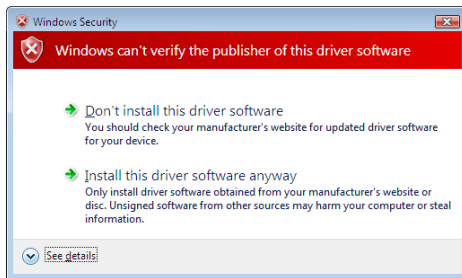 Windows Security
Windows can't verify the publisher of this driver software
Don't install this driver software
You should check your manufacturer's website for updated driver software
for your device.
Install this driver software anyway
Only install driver software obtained from your manufacturer's website or
disc. Unsigned software from other sources may harm your computer or steal
information.
See details